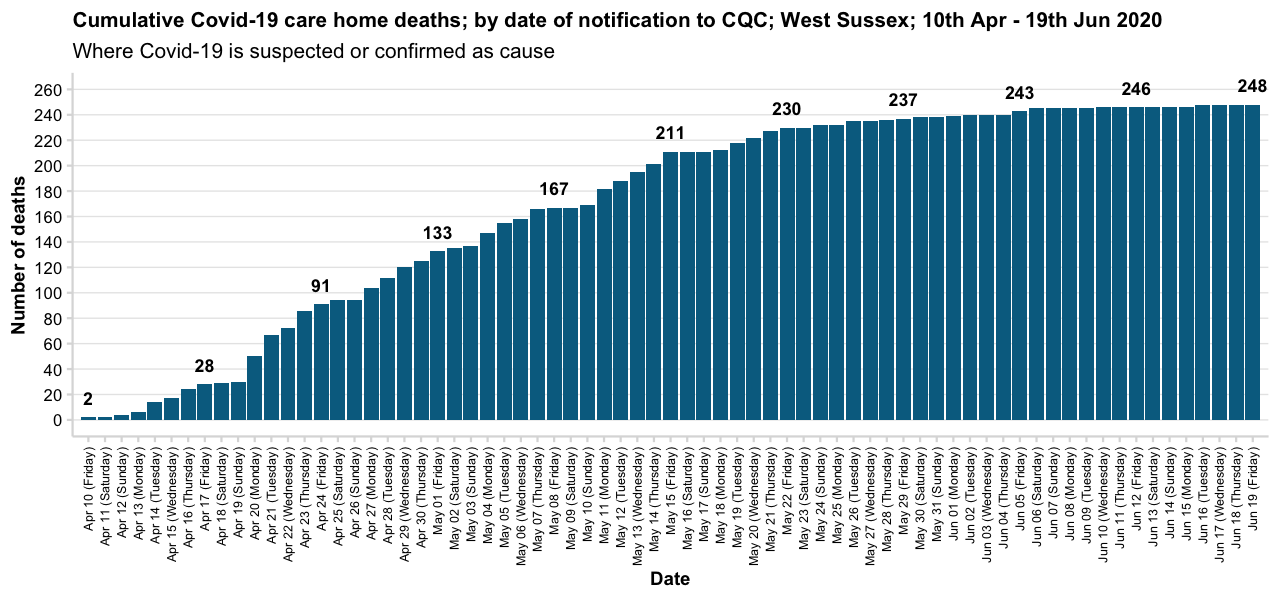 Cumulative Covid-19 care home deaths; by date of notification to CQC; West Sussex; 10th Apr - 19th Jun 2020
Where Covid-19 is suspected or confirmed as cause
Number of deaths
260
240
220
200
180
160
140
120
100
80
60
40
20
0
2
28
91
133
167
211
230
237
243
246
248
Apr 10 (Friday)
Apr 11 (Saturday)
Apr 12 (Sunday)
Apr 13 (Monday)
Apr 14 (Tuesday)
Apr 15 (Wednesday)
Apr 16 (Thursday)
Apr 17 (Friday)
Apr 18 (Saturday)
Apr 19 (Sunday)
Apr 20 (Monday)
Apr 21 (Tuesday)
Apr 22 (Wednesday)
Apr 23 (Thursday)
Apr 24 (Friday)
Apr 25 (Saturday)
Apr 26 (Sunday)
Apr 27 (Monday)
Apr 28 (Tuesday)
Apr 29 (Wednesday)
Apr 30 (Thursday)
May 01 (Friday)
May 02 (Saturday)
May 03 (Sunday)
May 04 (Monday)
May 05 (Tuesday)
May 06 (Wednesday)
May 07 (Thursday)
May 08 (Friday)
May 09 (Saturday)
May 10 (Sunday)
May 11 (Monday)
May 12 (Tuesday)
May 13 (Wednesday)
May 14 (Thursday)
May 15 (Friday)
May 16 (Saturday)
May 17 (Sunday)
May 18 (Monday)
May 19 (Tuesday)
May 20 (Wednesday)
May 21 (Thursday)
May 22 (Friday)
May 23 (Saturday)
May 24 (Sunday)
May 25 (Monday)
May 26 (Tuesday)
May 27 (Wednesday)
May 28 (Thursday)
May 29 (Friday)
May 30 (Saturday)
May 31 (Sunday)
Jun 01 (Monday)
Jun 02 (Tuesday)
Jun 03 (Wednesday)
Jun 04 (Thursday)
Jun 05 (Friday)
Jun 06 (Saturday)
Jun 07 (Sunday)
Jun 08 (Monday)
Jun 09 (Tuesday)
Jun 10 (Wednesday)
Jun 11 (Thursday)
Jun 12 (Friday)
Jun 13 (Saturday)
Jun 14 (Sunday)
Jun 15 (Monday)
Jun 16 (Tuesday)
Jun 17 (Wednesday)
Jun 18 (Thursday)
Jun 19 (Friday)
Date